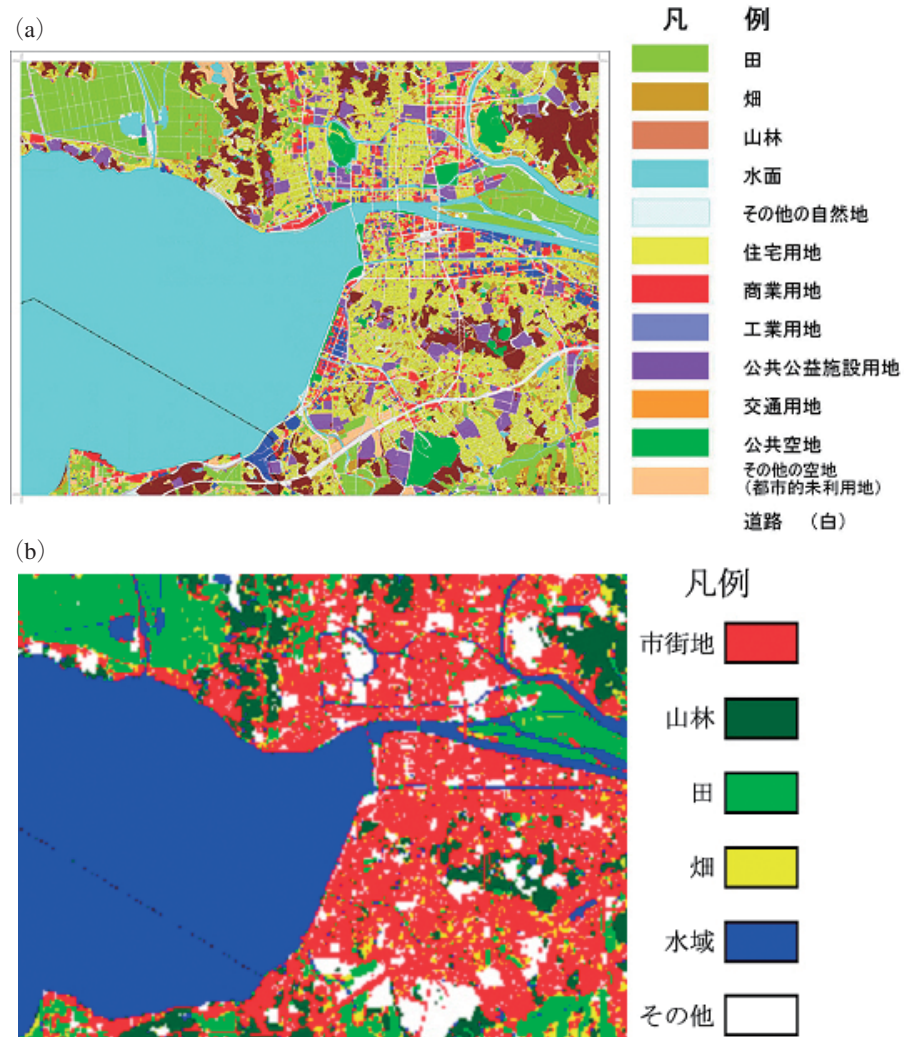 (a)
凡 例
田
畑
山林
水面
その他の自然地
住宅用地
商業用地
工業用地
公共公益施設用地
交通用地
公共空地
その他の空地
(都市的未利用地)
道路 (白)
(b)
凡例
市街地
山林
田
畑
水域
その他